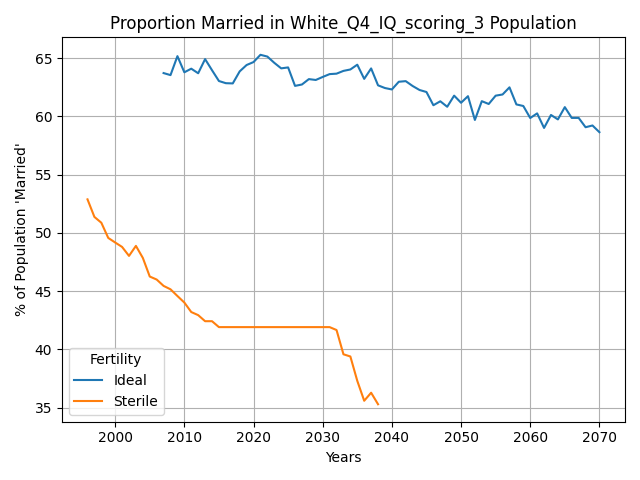 Proportion Married in White_Q4_IQ_scoring_3 Population
% of Population 'Married'
65
60
55
50
45
40
35
Fertility
Ideal
Sterile
2000 2010 2020 2030 2040 2050 2060 2070
Years